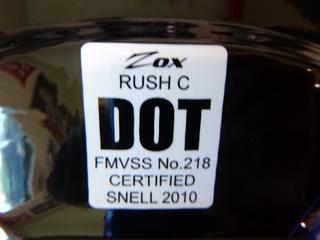 Zox
RUSH C
DOT
FMVSS No.218
CERTIFIED
SNELL 2010